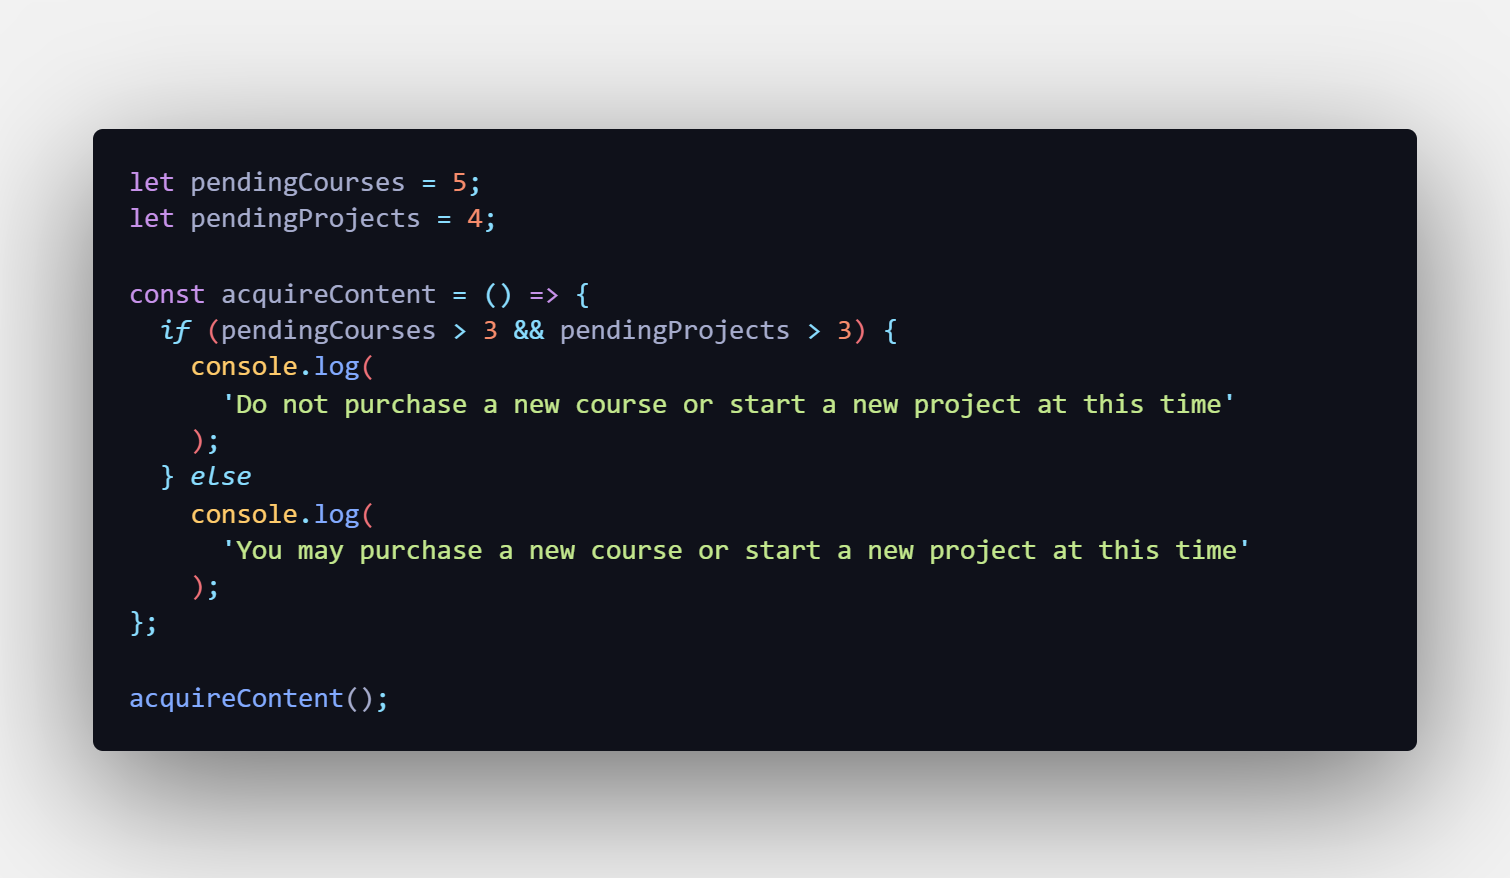 let pendingCourses = 5;
let pendingProjects = 4;

const acquireContent = () => {
  if (pendingCourses > 3 && pendingProjects > 3) {
    console.log(
      'Do not purchase a new course or start a new project at this time'
    );
  } else
    console.log(
      'You may purchase a new course or start a new project at this time'
    );
};

acquireContent();